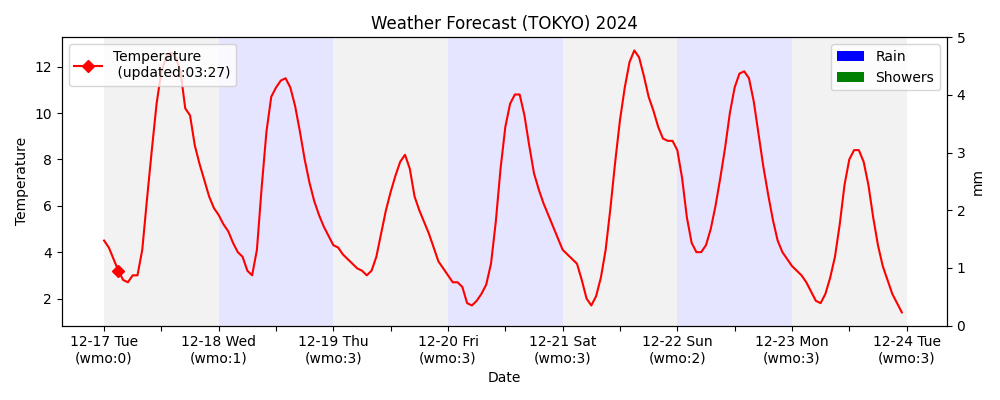 Weather Forecast (TOKYO) 2024
Temperature
(updated:03:27)
Rain
Showers
Temperature
12
10
8
6
4
2
5
4
3
2
1
0
mm
12-17 Tue
(wmo:0)
12-18 Wed
(wmo:1)
12-19 Thu
(wmo:3)
12-20 Fri
(wmo:3)
12-21 Sat
(wmo:3)
12-22 Sun
(wmo:2)
12-23 Mon
(wmo:3)
12-24 Tue
(wmo:3)
Date